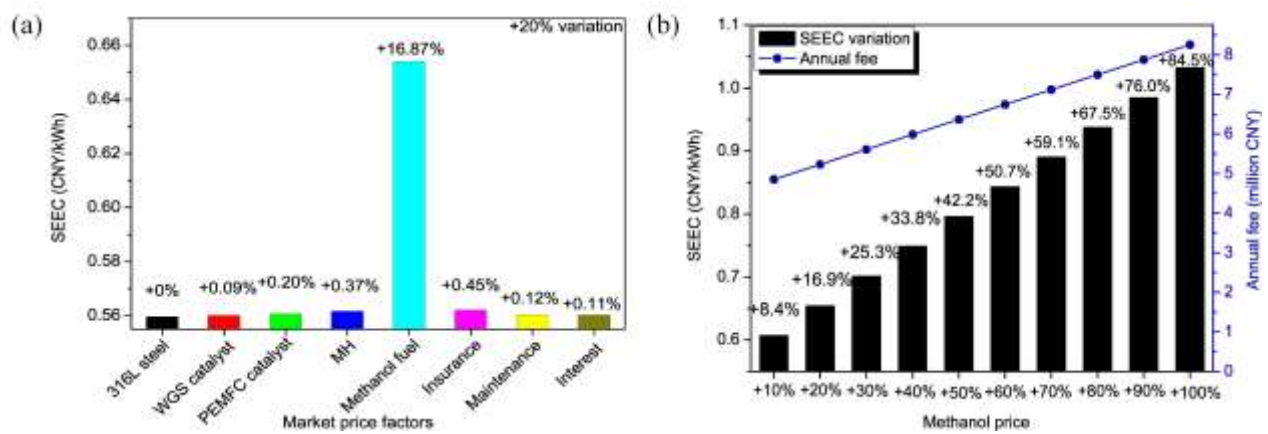 (a)
+20% variation
0.66
0.64
0.62
0.60
0.58
0.56
SEEC (CNY/kWh)
+0%
+0.09%
+0.20%
+0.37%
+16.87%
+0.45%
+0.12%
+0.11%
316L steel
WGS catalyst
PEMFC catalyst
MH
Methanol fuel
Insurance
Maintenance
Interest
Market price factors
(b)
SEEC variation
Annual fee
1.1
1.0
0.9
0.8
0.7
0.6
SEEC (CNY/kWh)
+8.4%
+16.9%
+25.3%
+33.8%
+42.2%
+50.7%
+59.1%
+67.5%
+76.0%
+84.5%
8
7
6
5
4
3
2
1
0
Annual fee (million CNY)
+10% +20% +30% +40% +50% +60% +70% +80% +90% +100%
Methanol price